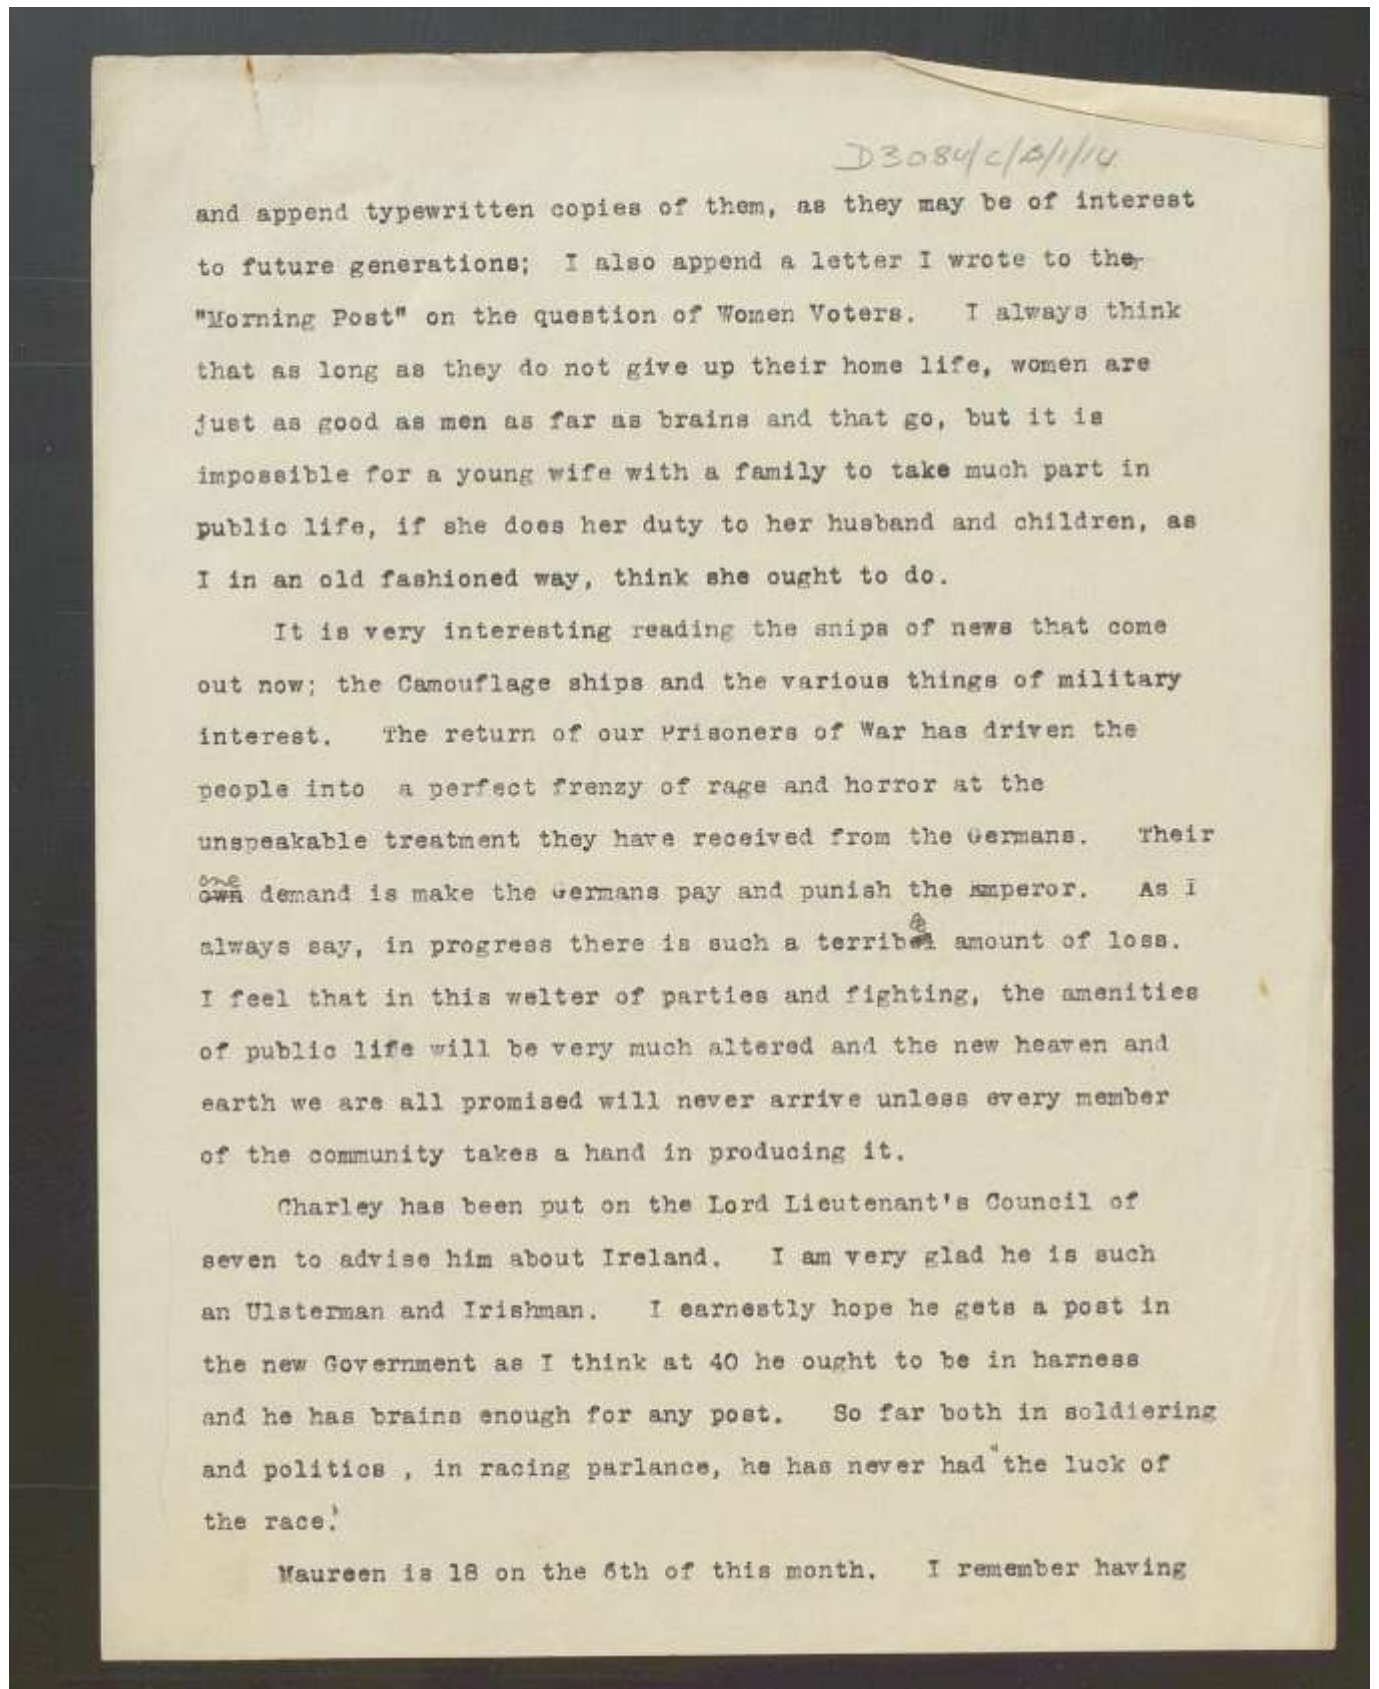 D3084/C/B/1/14
and append typewritten copies of them, as they may be of interest
to future generations;  I also append a letter I wrote to the
"Morning Post" on the question of Women Voters.   I always think
that as long as they do not give up their home life, women are
just as good as men as far as brains and that go, but it is
impossible for a young wife with a family to take much part in
public life, if she does her duty to her husband and children, as
I in an old fashioned way, think she ought to do.
It is very interesting reading the snips of news that come
out now; the Camouflage ships and the various things of military
interest.   The return of our Prisoners of War has driven the
people into  a perfect frenzy of rage and horror at the
unspeakable treatment they have received from the Germans.   Their
one
own demand is make the Germans pay and punish the Emperor.   As I
always say, in progress there is such a terrible amount of loss.
I feel that in this welter of parties and fighting, the amenities
of public life will be very much altered and the new heaven and
earth we are all promised will never arrive unless every member
of the community takes a hand in producing it.
Charley has been put on the Lord Lieutenant's Council of
seven to advise him about Ireland.   I am very glad he is such
an Ulsterman and Irishman.   I earnestly hope he gets a post in
the new Government as I think at 40 he ought to be in harness
and he has brains enough for any post.   So far both in soldiering
and politics , in racing parlance, he has never had "the luck of
the race.'
Maureen is 18 on the 6th of this month.   I remember having